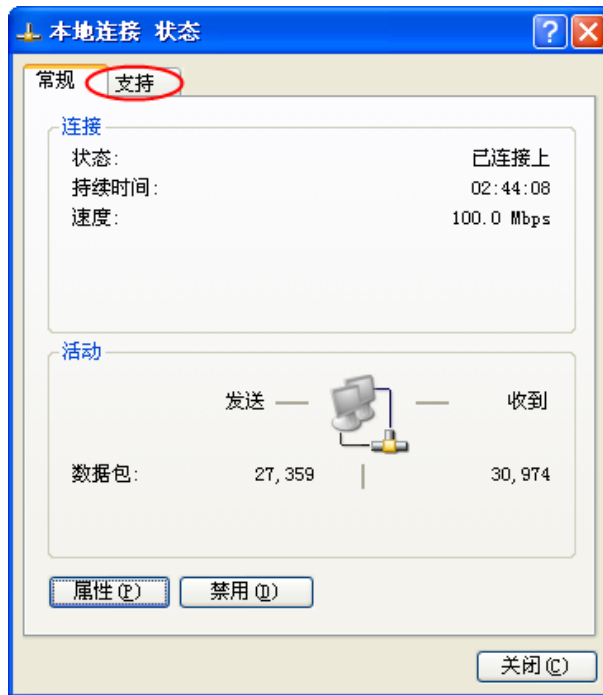 本地连接 状态
常规 支持
连接
状态: 已连接上
持续时间: 02:44:08
速度: 100.0 Mbps
活动
发送 收到
数据包: 27,359 30,974
属性(P) 禁用(D)
关闭(C)